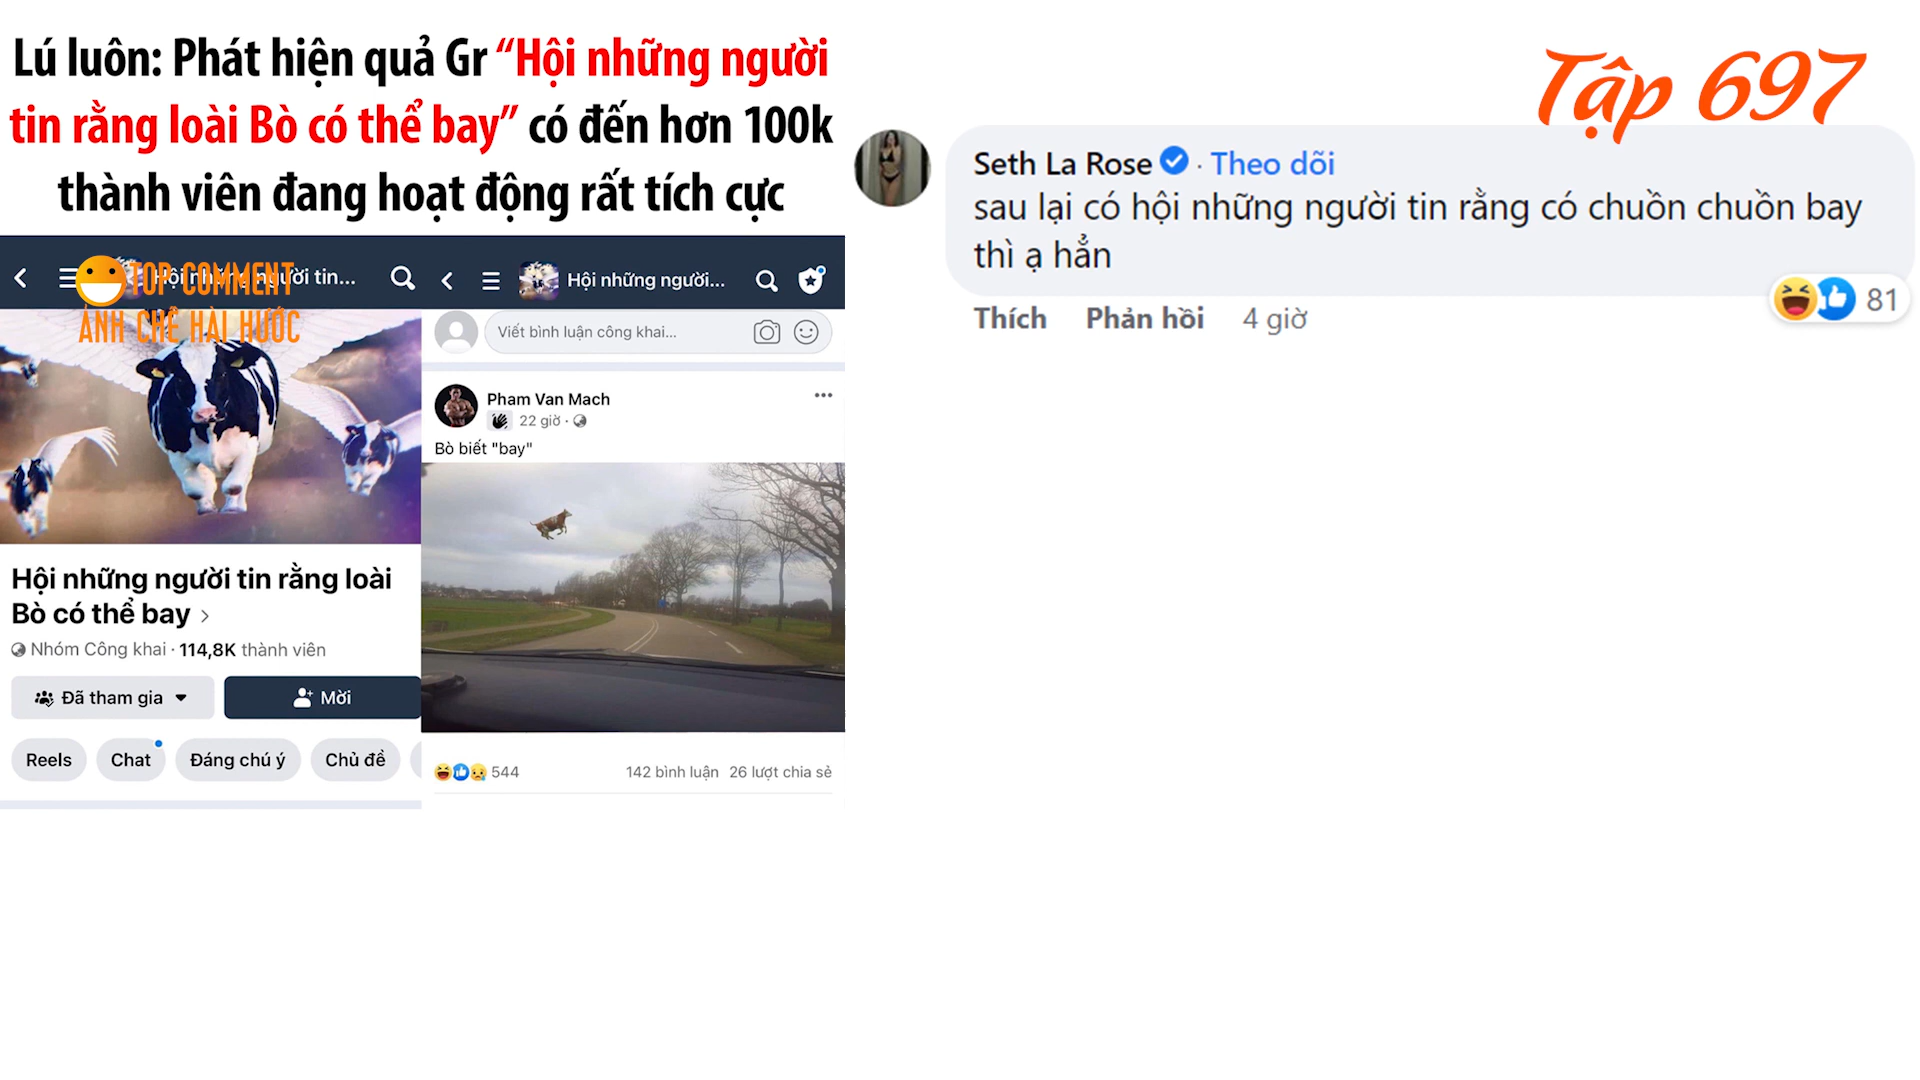 Lú luôn: Phát hiện quả Gr “Hội những người
tin rằng loài Bò có thể bay” có đến hơn 100k
thành viên đang hoạt động rất tích cực
Tập 697
Hội những người tin...
TOP COMMENT
ẢNH CHẾ HÀI HƯỚC
Hội những người tin rằng loài
Bò có thể bay
Nhóm Công khai · 114,8K thành viên
Đã tham gia
Mời
Reels
Chat
Đáng chú ý
Chủ đề
Hội những người...
Viết bình luận công khai...
Pham Van Mach
22 giờ ·
Bò biết "bay"
544
142 bình luận 26 lượt chia sẻ
Seth La Rose · Theo dõi
sau lại có hội những người tin rằng có chuồn chuồn bay
thì ạ hẳn
81
Thích Phản hồi 4 giờ